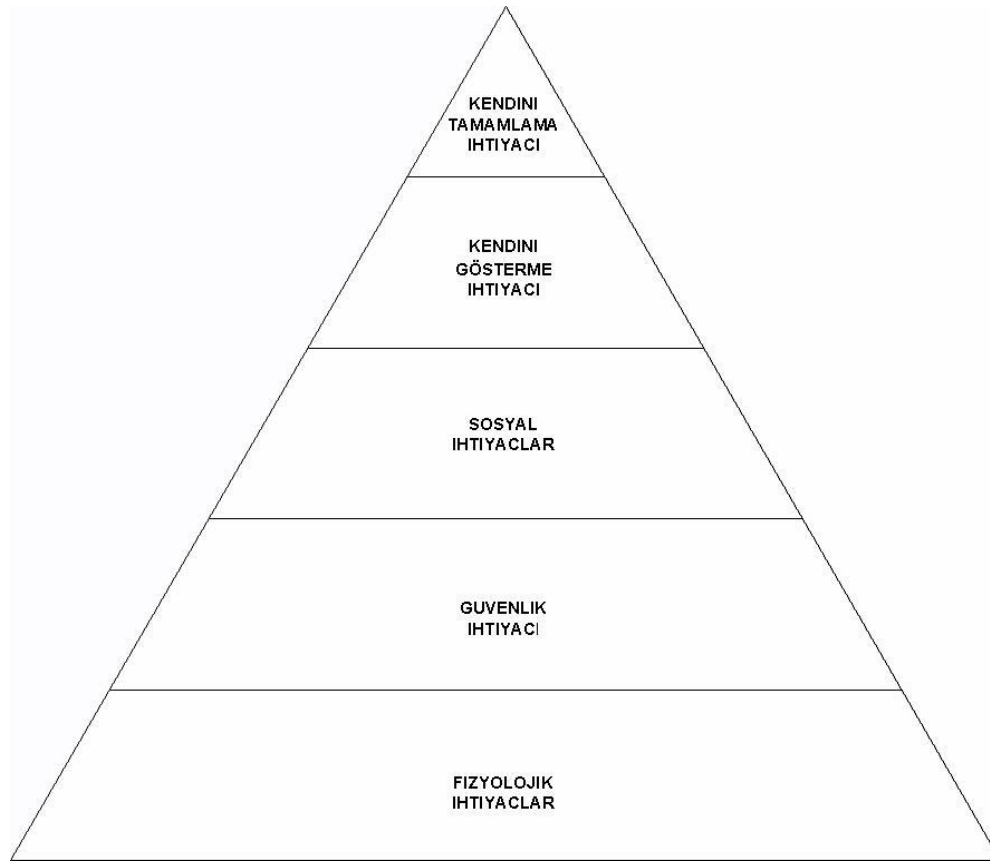 KENDINI
TAMAMLAMA
IHTIYACI
KENDINI
GÖSTERME
IHTIYACI
SOSYAL
IHTIYACLAR
GUVENLIK
IHTIYACI
FIZYOLOJIK
IHTIYACLAR